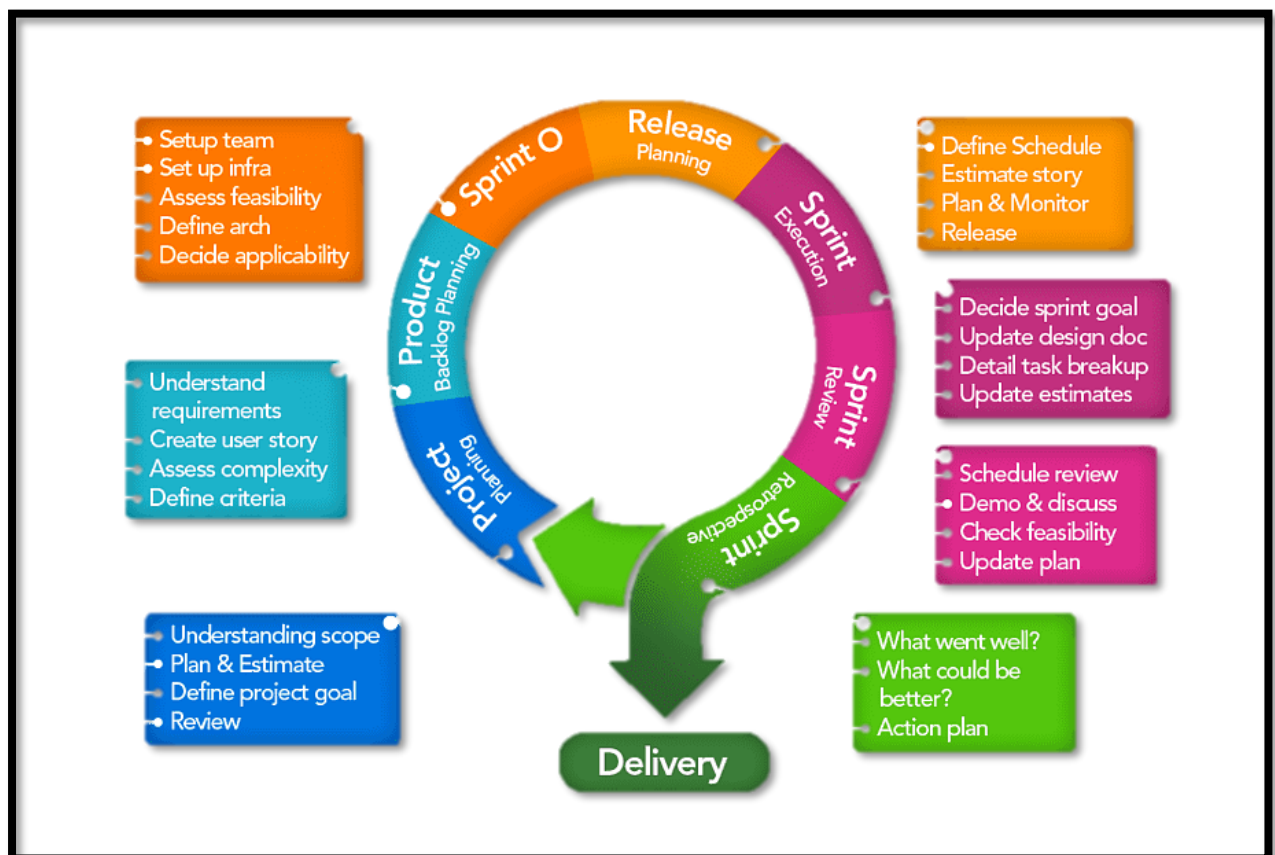 Setup team
Set up infra
Assess feasibility
Define arch
Decide applicability
Understand
requirements
Create user story
Assess complexity
Define criteria
Understanding scope
Plan & Estimate
Define project goal
Review
Project
Planning
Product
Backlog Planning
Sprint O
Release
Planning
Sprint
Execution
Sprint
Review
Sprint
Retrospective
Delivery
Define Schedule
Estimate story
Plan & Monitor
Release
Decide sprint goal
Update design doc
Detail task breakup
Update estimates
Schedule review
Demo & discuss
Check feasibility
Update plan
What went well?
What could be
better?
Action plan